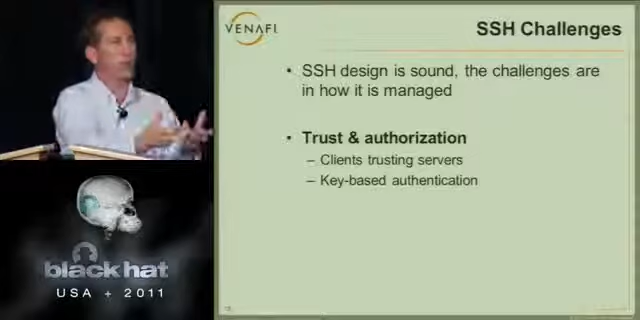 VENAFI
SSH Challenges
• SSH design is sound, the challenges are
in how it is managed
• Trust & authorization
– Clients trusting servers
– Key-based authentication
black hat
USA + 2011